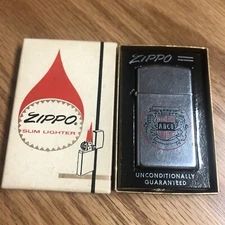 ZIPPO
SLIM LIGHTER
ZIPPO
UNCONDITIONALLY
GUARANTEED